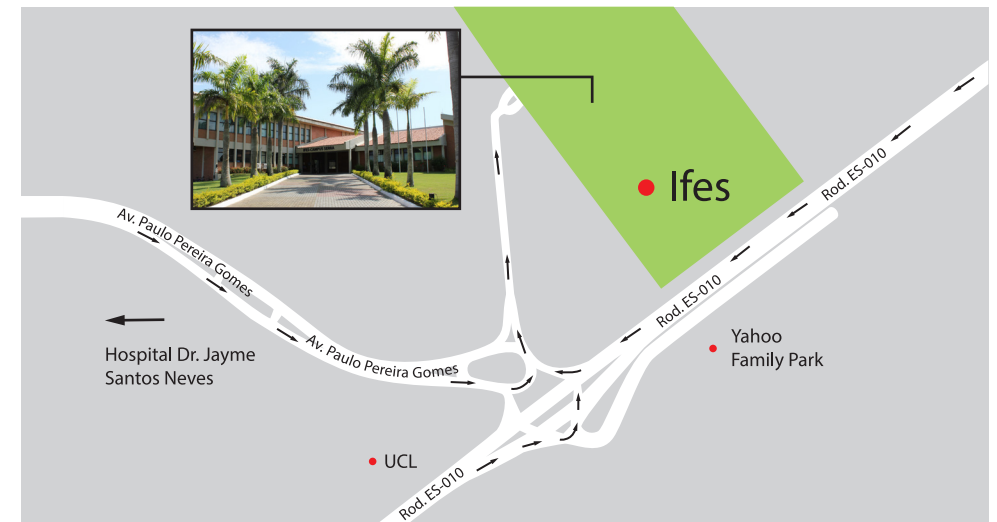 Ifes
Rod. ES-010
Av. Paulo Pereira Gomes
Rod. ES-010
Yahoo
Family Park
Av. Paulo Pereira Gomes
Hospital Dr. Jayme
Santos Neves
UCL
Rod. ES-010